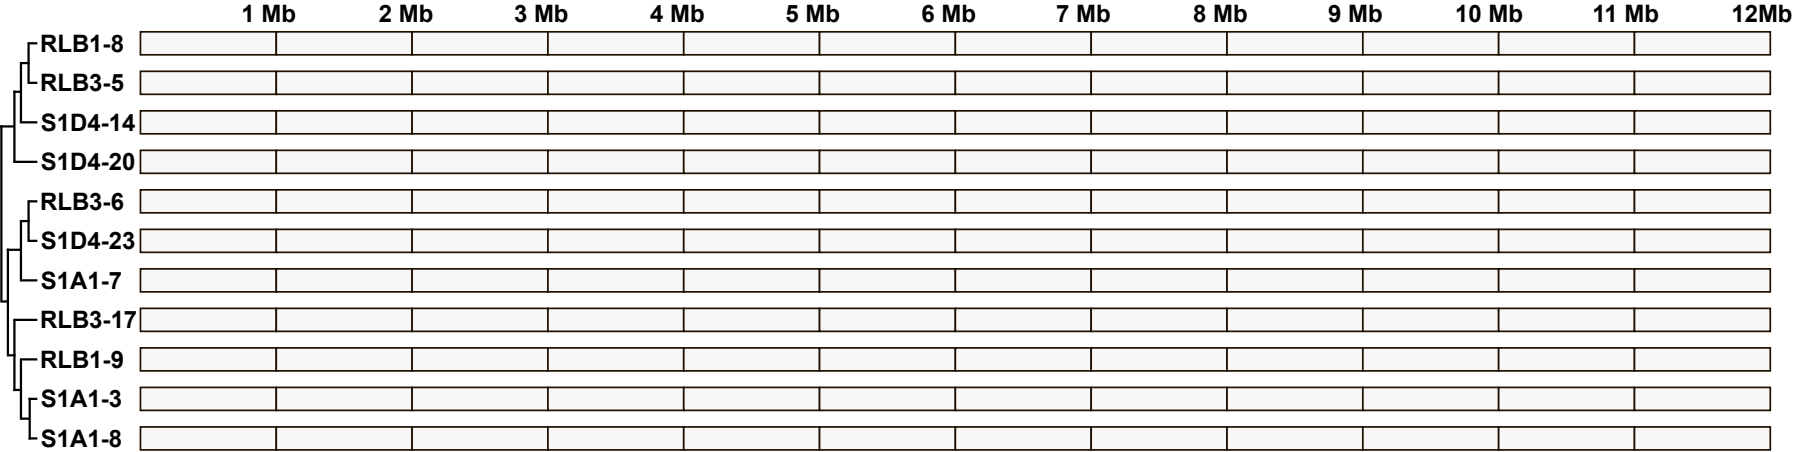 1 Mb 2 Mb 3 Mb 4 Mb 5 Mb 6 Mb 7 Mb 8 Mb 9 Mb 10 Mb 11 Mb 12Mb
RLB1-8
RLB3-5
S1D4-14
S1D4-20
RLB3-6
S1D4-23
S1A1-7
RLB3-17
RLB1-9
S1A1-3
S1A1-8